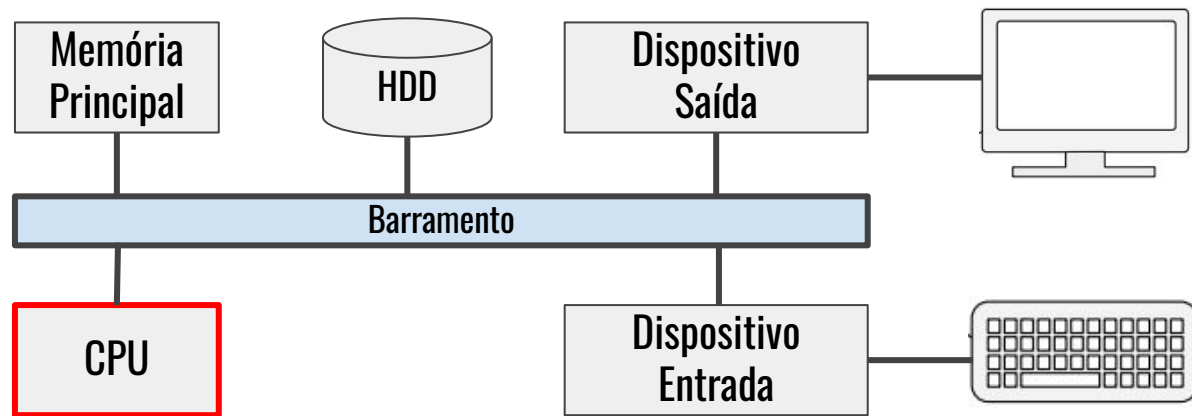 Memória
Principal
HDD
Dispositivo
Saída
Barramento
CPU
Dispositivo
Entrada